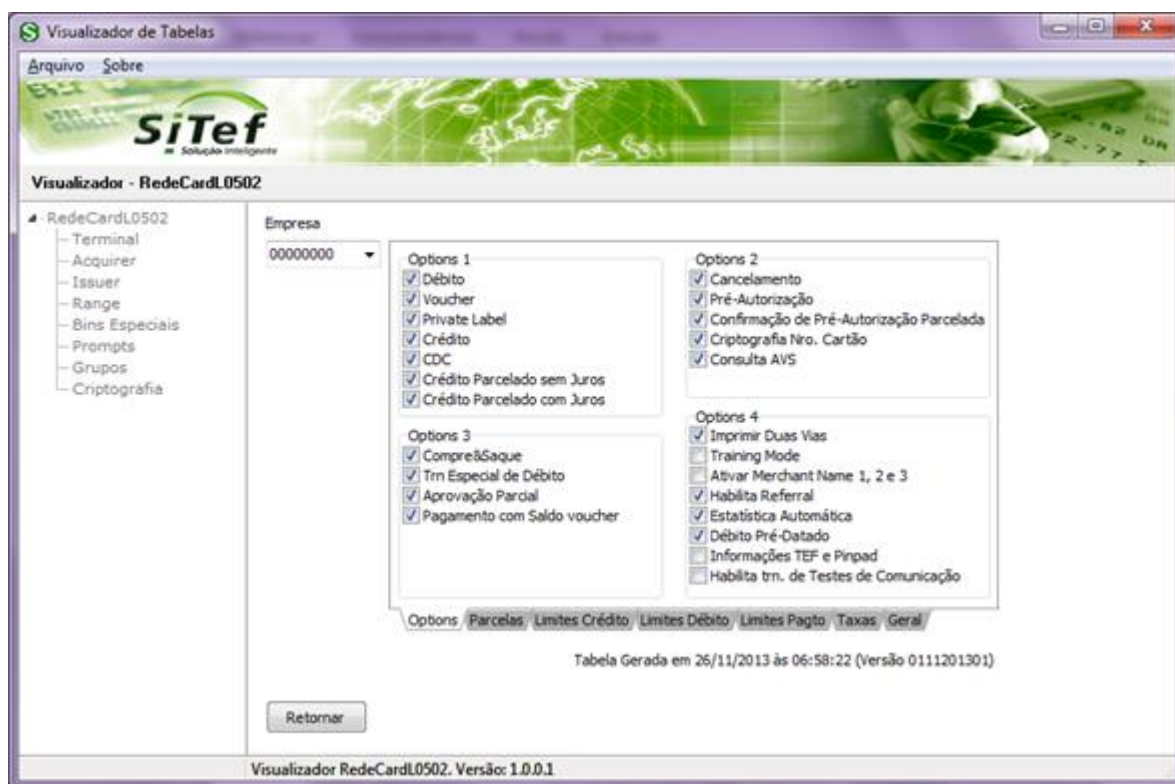 Visualizador de Tabelas
Arquivo Sobre
SiTef
Solução Inteligente
Visualizador - RedeCardL0502
RedeCardL0502
Terminal
Acquirer
Issuer
Range
Bins Especiais
Prompts
Grupos
Criptografia
Empresa
00000000
Options 1
Débito
Voucher
Private Label
Crédito
CDC
Crédito Parcelado sem Juros
Crédito Parcelado com Juros
Options 2
Cancelamento
Pré-Autorização
Confirmação de Pré-Autorização Parcelada
Criptografia Nro. Cartão
Consulta AVS
Options 3
Compre&Saque
Trn Especial de Débito
Aprovação Parcial
Pagamento com Saldo voucher
Options 4
Imprimir Duas Vias
Training Mode
Ativar Merchant Name 1, 2 e 3
Habilita Referral
Estatística Automática
Débito Pré-Datado
Informações TEF e Pinpad
Habilita trn. de Testes de Comunicação
Options Parcelas Limites Crédito Limites Débito Limites Pagto Taxas Geral
Tabela Gerada em 26/11/2013 às 06:58:22 (Versão 0111201301)
Retornar
Visualizador RedeCardL0502. Versão: 1.0.0.1